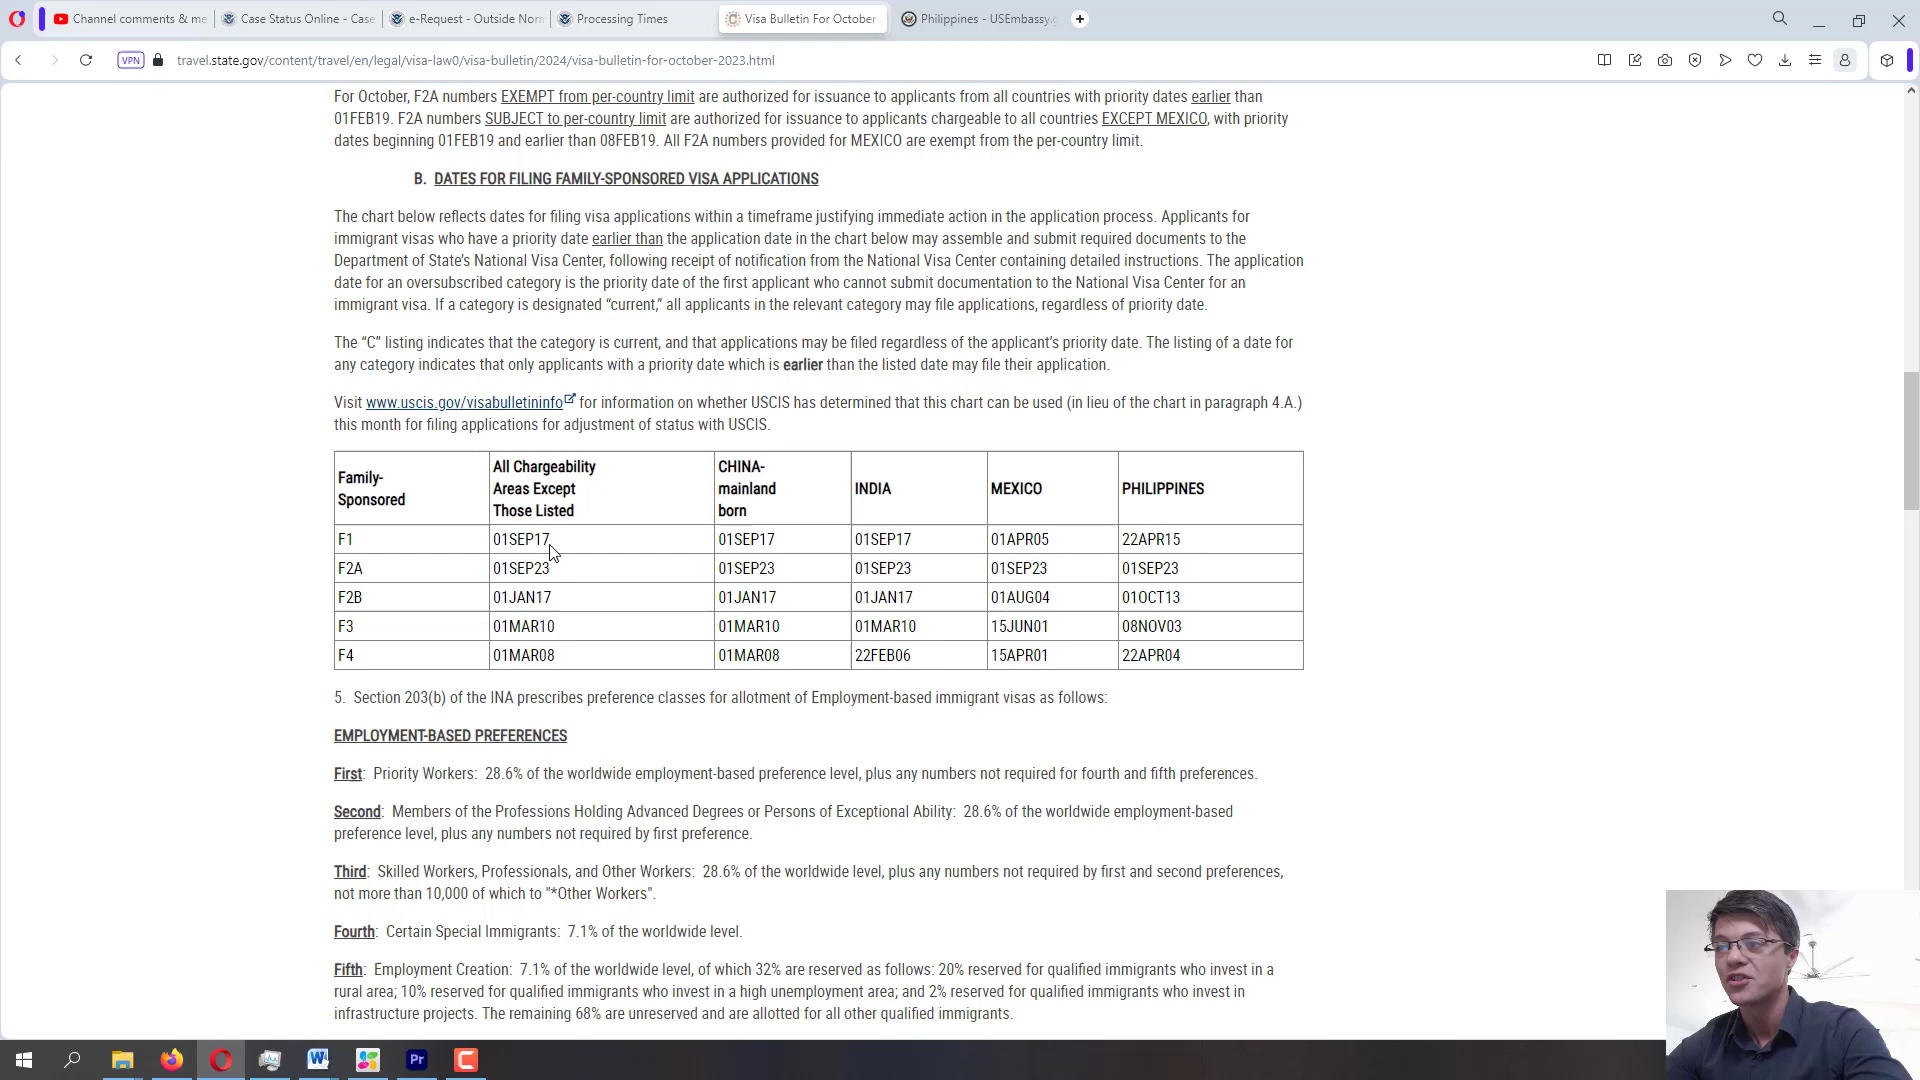 Channel comments & me
Case Status Online - Case
e-Request - Outside Norm
Processing Times
Visa Bulletin For October
Philippines - USEmbassy.g
VPN
travel.state.gov/content/travel/en/legal/visa-law0/visa-bulletin/2024/visa-bulletin-for-october-2023.html
For October, F2A numbers EXEMPT from per-country limit are authorized for issuance to applicants from all countries with priority dates earlier than
01FEB19. F2A numbers SUBJECT to per-country limit are authorized for issuance to applicants chargeable to all countries EXCEPT MEXICO, with priority
dates beginning 01FEB19 and earlier than 08FEB19. All F2A numbers provided for MEXICO are exempt from the per-country limit.
B. DATES FOR FILING FAMILY-SPONSORED VISA APPLICATIONS
The chart below reflects dates for filing visa applications within a timeframe justifying immediate action in the application process. Applicants for
immigrant visas who have a priority date earlier than the application date in the chart below may assemble and submit required documents to the
Department of State's National Visa Center, following receipt of notification from the National Visa Center containing detailed instructions. The application
date for an oversubscribed category is the priority date of the first applicant who cannot submit documentation to the National Visa Center for an
immigrant visa. If a category is designated “current,” all applicants in the relevant category may file applications, regardless of priority date.
The “C” listing indicates that the category is current, and that applications may be filed regardless of the applicant's priority date. The listing of a date for
any category indicates that only applicants with a priority date which is earlier than the listed date may file their application.
Visit www.uscis.gov/visabulletininfo for information on whether USCIS has determined that this chart can be used (in lieu of the chart in paragraph 4.A.)
this month for filing applications for adjustment of status with USCIS.
Family-
Sponsored
All Chargeability
Areas Except
Those Listed
CHINA-
mainland
born
INDIA
MEXICO
PHILIPPINES
F1 01SEP17 01SEP17 01SEP17 01APR05 22APR15
F2A 01SEP23 01SEP23 01SEP23 01SEP23 01SEP23
F2B 01JAN17 01JAN17 01JAN17 01AUG04 01OCT13
F3 01MAR10 01MAR10 01MAR10 15JUN01 08NOV03
F4 01MAR08 01MAR08 22FEB06 15APR01 22APR04
5. Section 203(b) of the INA prescribes preference classes for allotment of Employment-based immigrant visas as follows:
EMPLOYMENT-BASED PREFERENCES
First: Priority Workers: 28.6% of the worldwide employment-based preference level, plus any numbers not required for fourth and fifth preferences.
Second: Members of the Professions Holding Advanced Degrees or Persons of Exceptional Ability: 28.6% of the worldwide employment-based
preference level, plus any numbers not required by first preference.
Third: Skilled Workers, Professionals, and Other Workers: 28.6% of the worldwide level, plus any numbers not required by first and second preferences,
not more than 10,000 of which to "*Other Workers".
Fourth: Certain Special Immigrants: 7.1% of the worldwide level.
Fifth: Employment Creation: 7.1% of the worldwide level, of which 32% are reserved as follows: 20% reserved for qualified immigrants who invest in a
rural area; 10% reserved for qualified immigrants who invest in a high unemployment area; and 2% reserved for qualified immigrants who invest in
infrastructure projects. The remaining 68% are unreserved and are allotted for all other qualified immigrants.
W
Pr
C